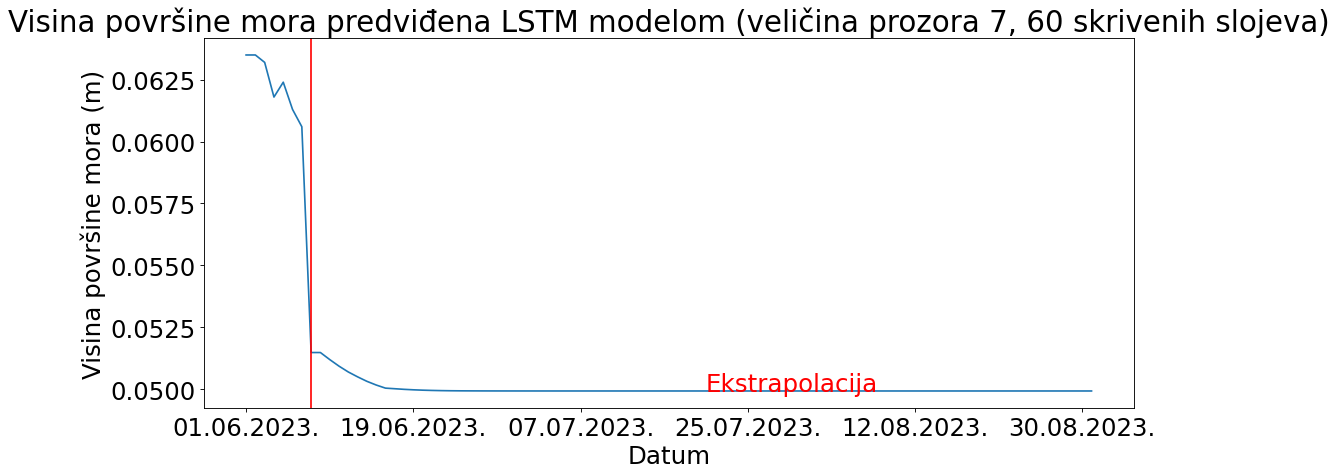 Visina površine mora predviđena LSTM modelom (veličina prozora 7, 60 skrivenih slojeva)
Visina površine mora (m)
0.0625
0.0600
0.0575
0.0550
0.0525
0.0500
Ekstrapolacija
01.06.2023. 19.06.2023. 07.07.2023. 25.07.2023. 12.08.2023. 30.08.2023.
Datum